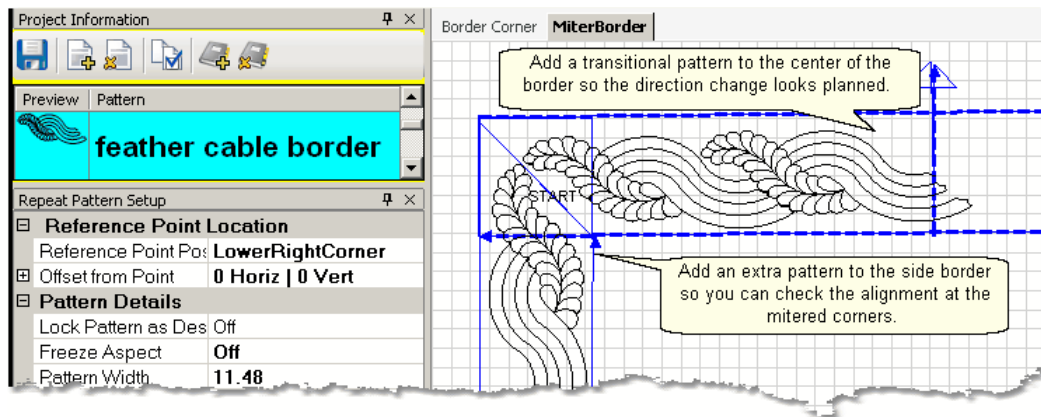 Project Information
Border Corner MiterBorder
Add a transitional pattern to the center of the
border so the direction change looks planned.
Preview Pattern
feather cable border
START
Repeat Pattern Setup
Reference Point Location
Reference Point Pos LowerRightCorner
Offset from Point 0 Horiz | 0 Vert
Add an extra pattern to the side border
so you can check the alignment at the
mitered corners.
Pattern Details
Lock Pattern as Des Off
Freeze Aspect Off
Pattern Width 11.48